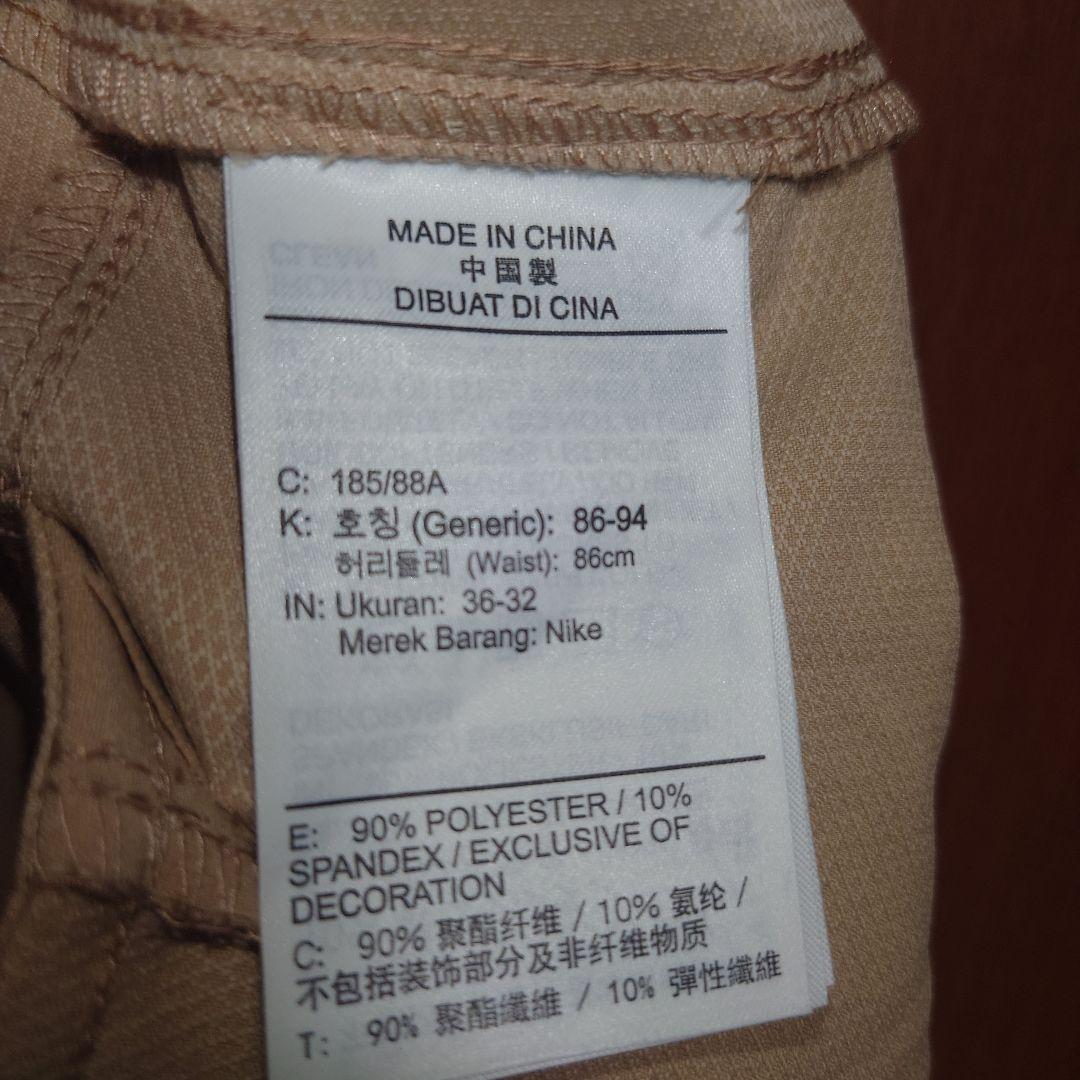 MADE IN CHINA
中国製
DIBUAT DI CINA
C: 185/88A
K: 호칭 (Generic): 86-94
허리둘레 (Waist): 86cm
IN: Ukuran: 36-32
Merek Barang: Nike
E: 90% POLYESTER / 10%
SPANDEX / EXCLUSIVE OF
DECORATION
C: 90% 聚酯纤维 / 10% 氨纶 /
不包括装饰部分及非纤维物质
T: 90% 聚酯纖維 / 10% 彈性纖維